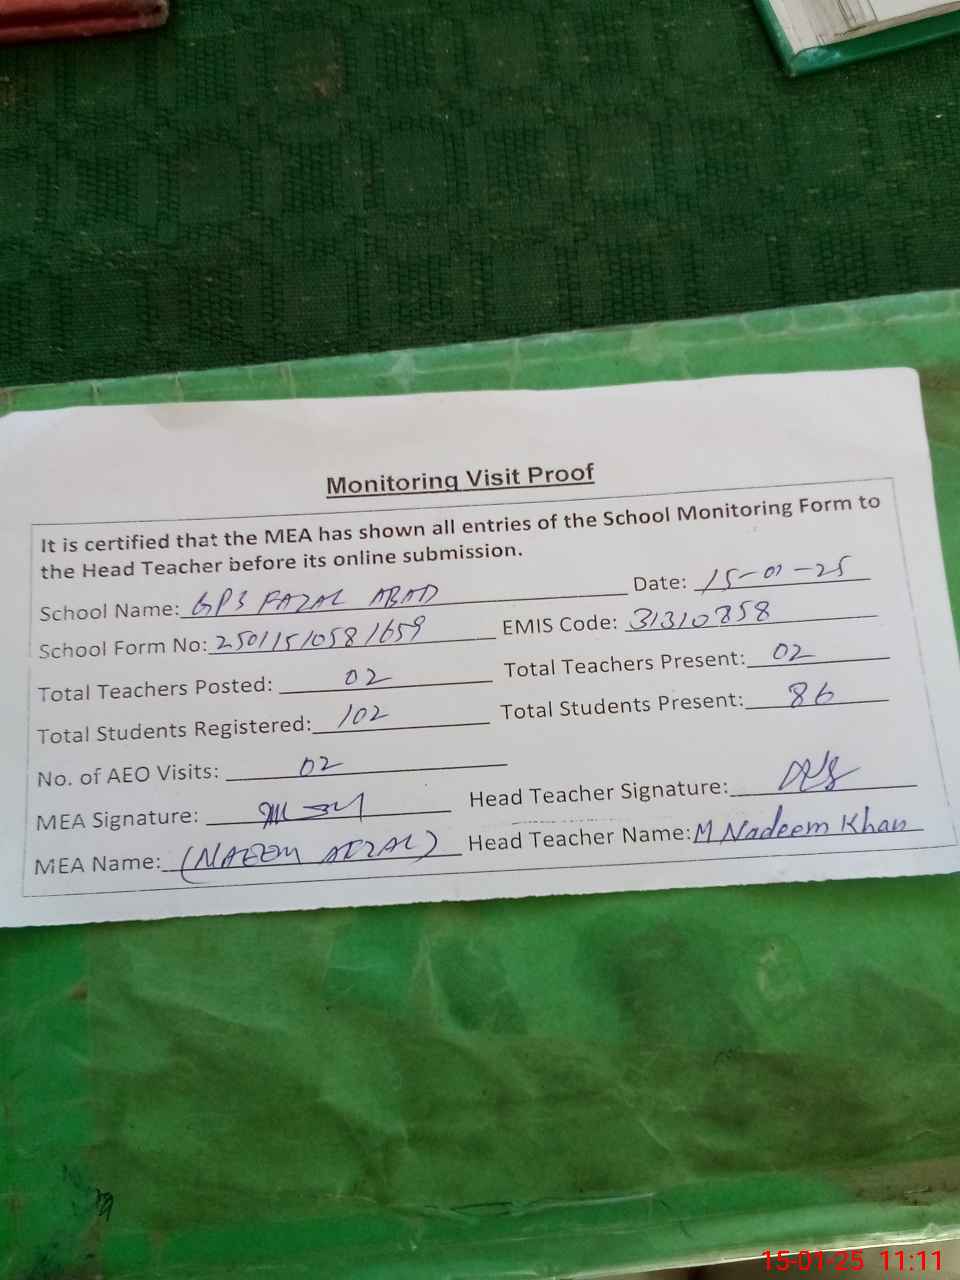 Monitoring Visit Proof
It is certified that the MEA has shown all entries of the School Monitoring Form to
the Head Teacher before its online submission.
School Name: GPS FAZAL ABAD Date: 15-01-25
School Form No: 25011510581659 EMIS Code: 31310358
Total Teachers Posted: 02 Total Teachers Present: 02
Total Students Registered: 102 Total Students Present: 86
No. of AEO Visits: 02
MEA Signature: Head Teacher Signature:
MEA Name: (NAEEM AFZAL) Head Teacher Name: M Nadeem Khan
15-01-25 11:11